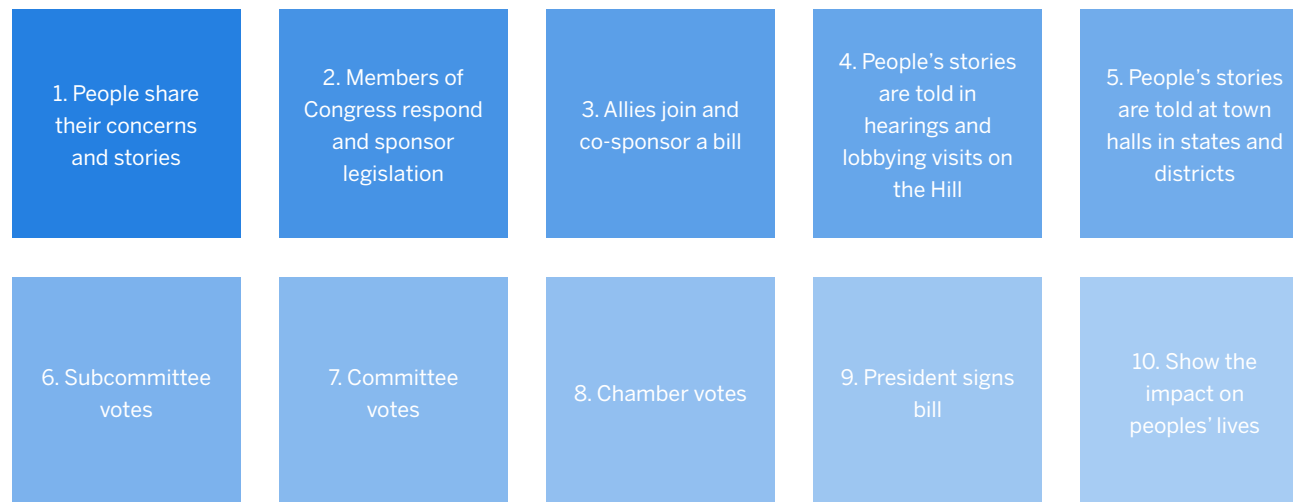 1. People share
their concerns
and stories
2. Members of
Congress respond
and sponsor
legislation
3. Allies join and
co-sponsor a bill
4. People’s stories
are told in
hearings and
lobbying visits on
the Hill
5. People’s stories
are told at town
halls in states and
districts
6. Subcommittee
votes
7. Committee
votes
8. Chamber votes
9. President signs
bill
10. Show the
impact on
peoples’ lives